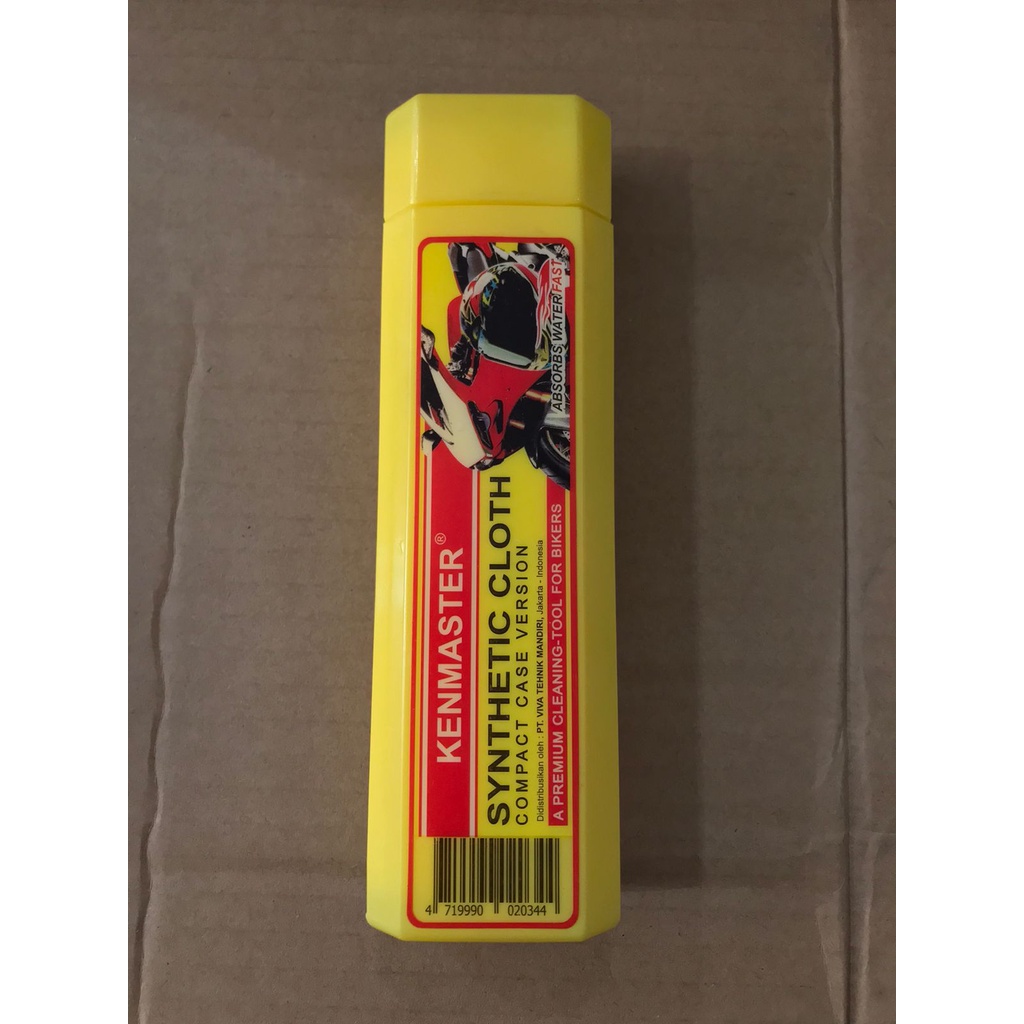 ABSORBS WATER FAST
KENMASTER®
SYNTHETIC CLOTH
COMPACT CASE VERSION
Didistribusikan oleh : PT. VIVA TEHNIK MANDIRI, Jakarta - Indonesia
A PREMIUM CLEANING-TOOL FOR BIKERS
4 719990 020344